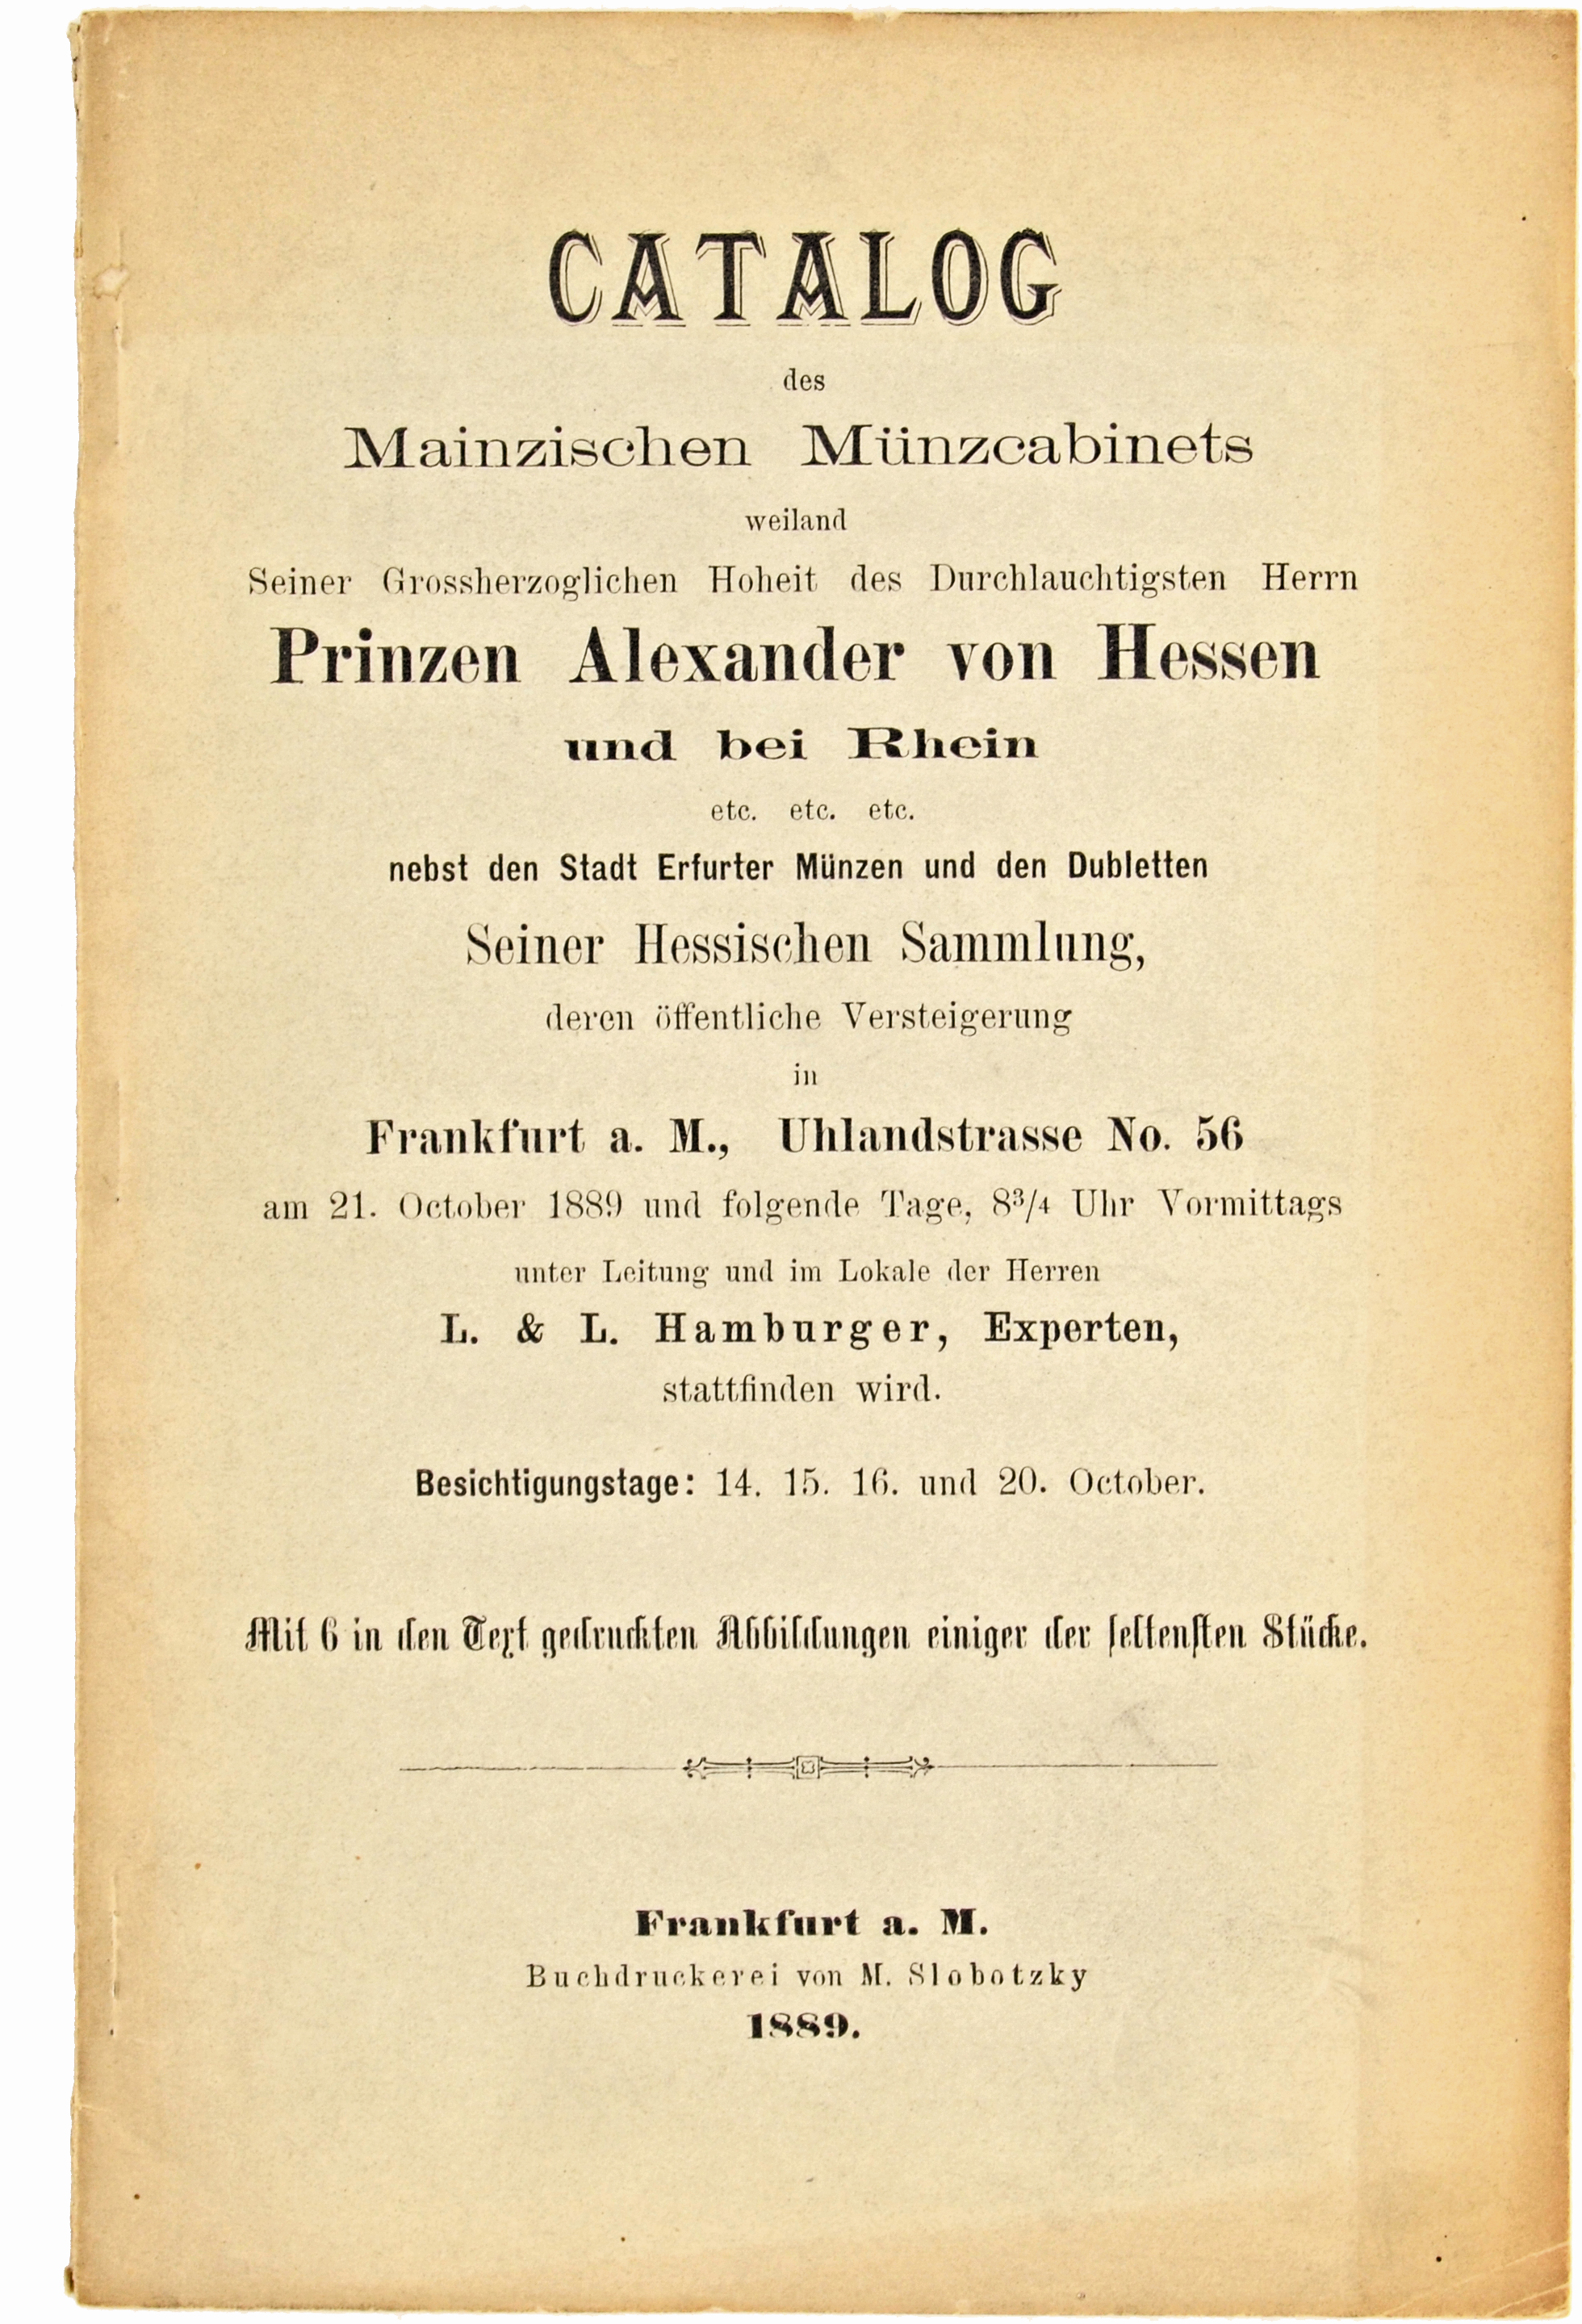 CATALOG
des
Mainzischen Münzcabinets
weiland
Seiner Grossherzoglichen Hoheit des Durchlauchtigsten Herrn
Prinzen Alexander von Hessen
und bei Rhein
etc. etc. etc.
nebst den Stadt Erfurter Münzen und den Dubletten
Seiner Hessischen Sammlung,
deren öffentliche Versteigerung
in
Frankfurt a. M., Uhlandstrasse No. 56
am 21. October 1889 und folgende Tage, 8³/₄ Uhr Vormittags
unter Leitung und im Lokale der Herren
L. & L. Hamburger, Experten,
stattfinden wird.
Besichtigungstage: 14. 15. 16. und 20. October.
Mit 6 in den Text gedruckten Abbildungen einiger der seltensten Stücke.
Frankfurt a. M.
Buchdruckerei von M. Slobotzky
1889.